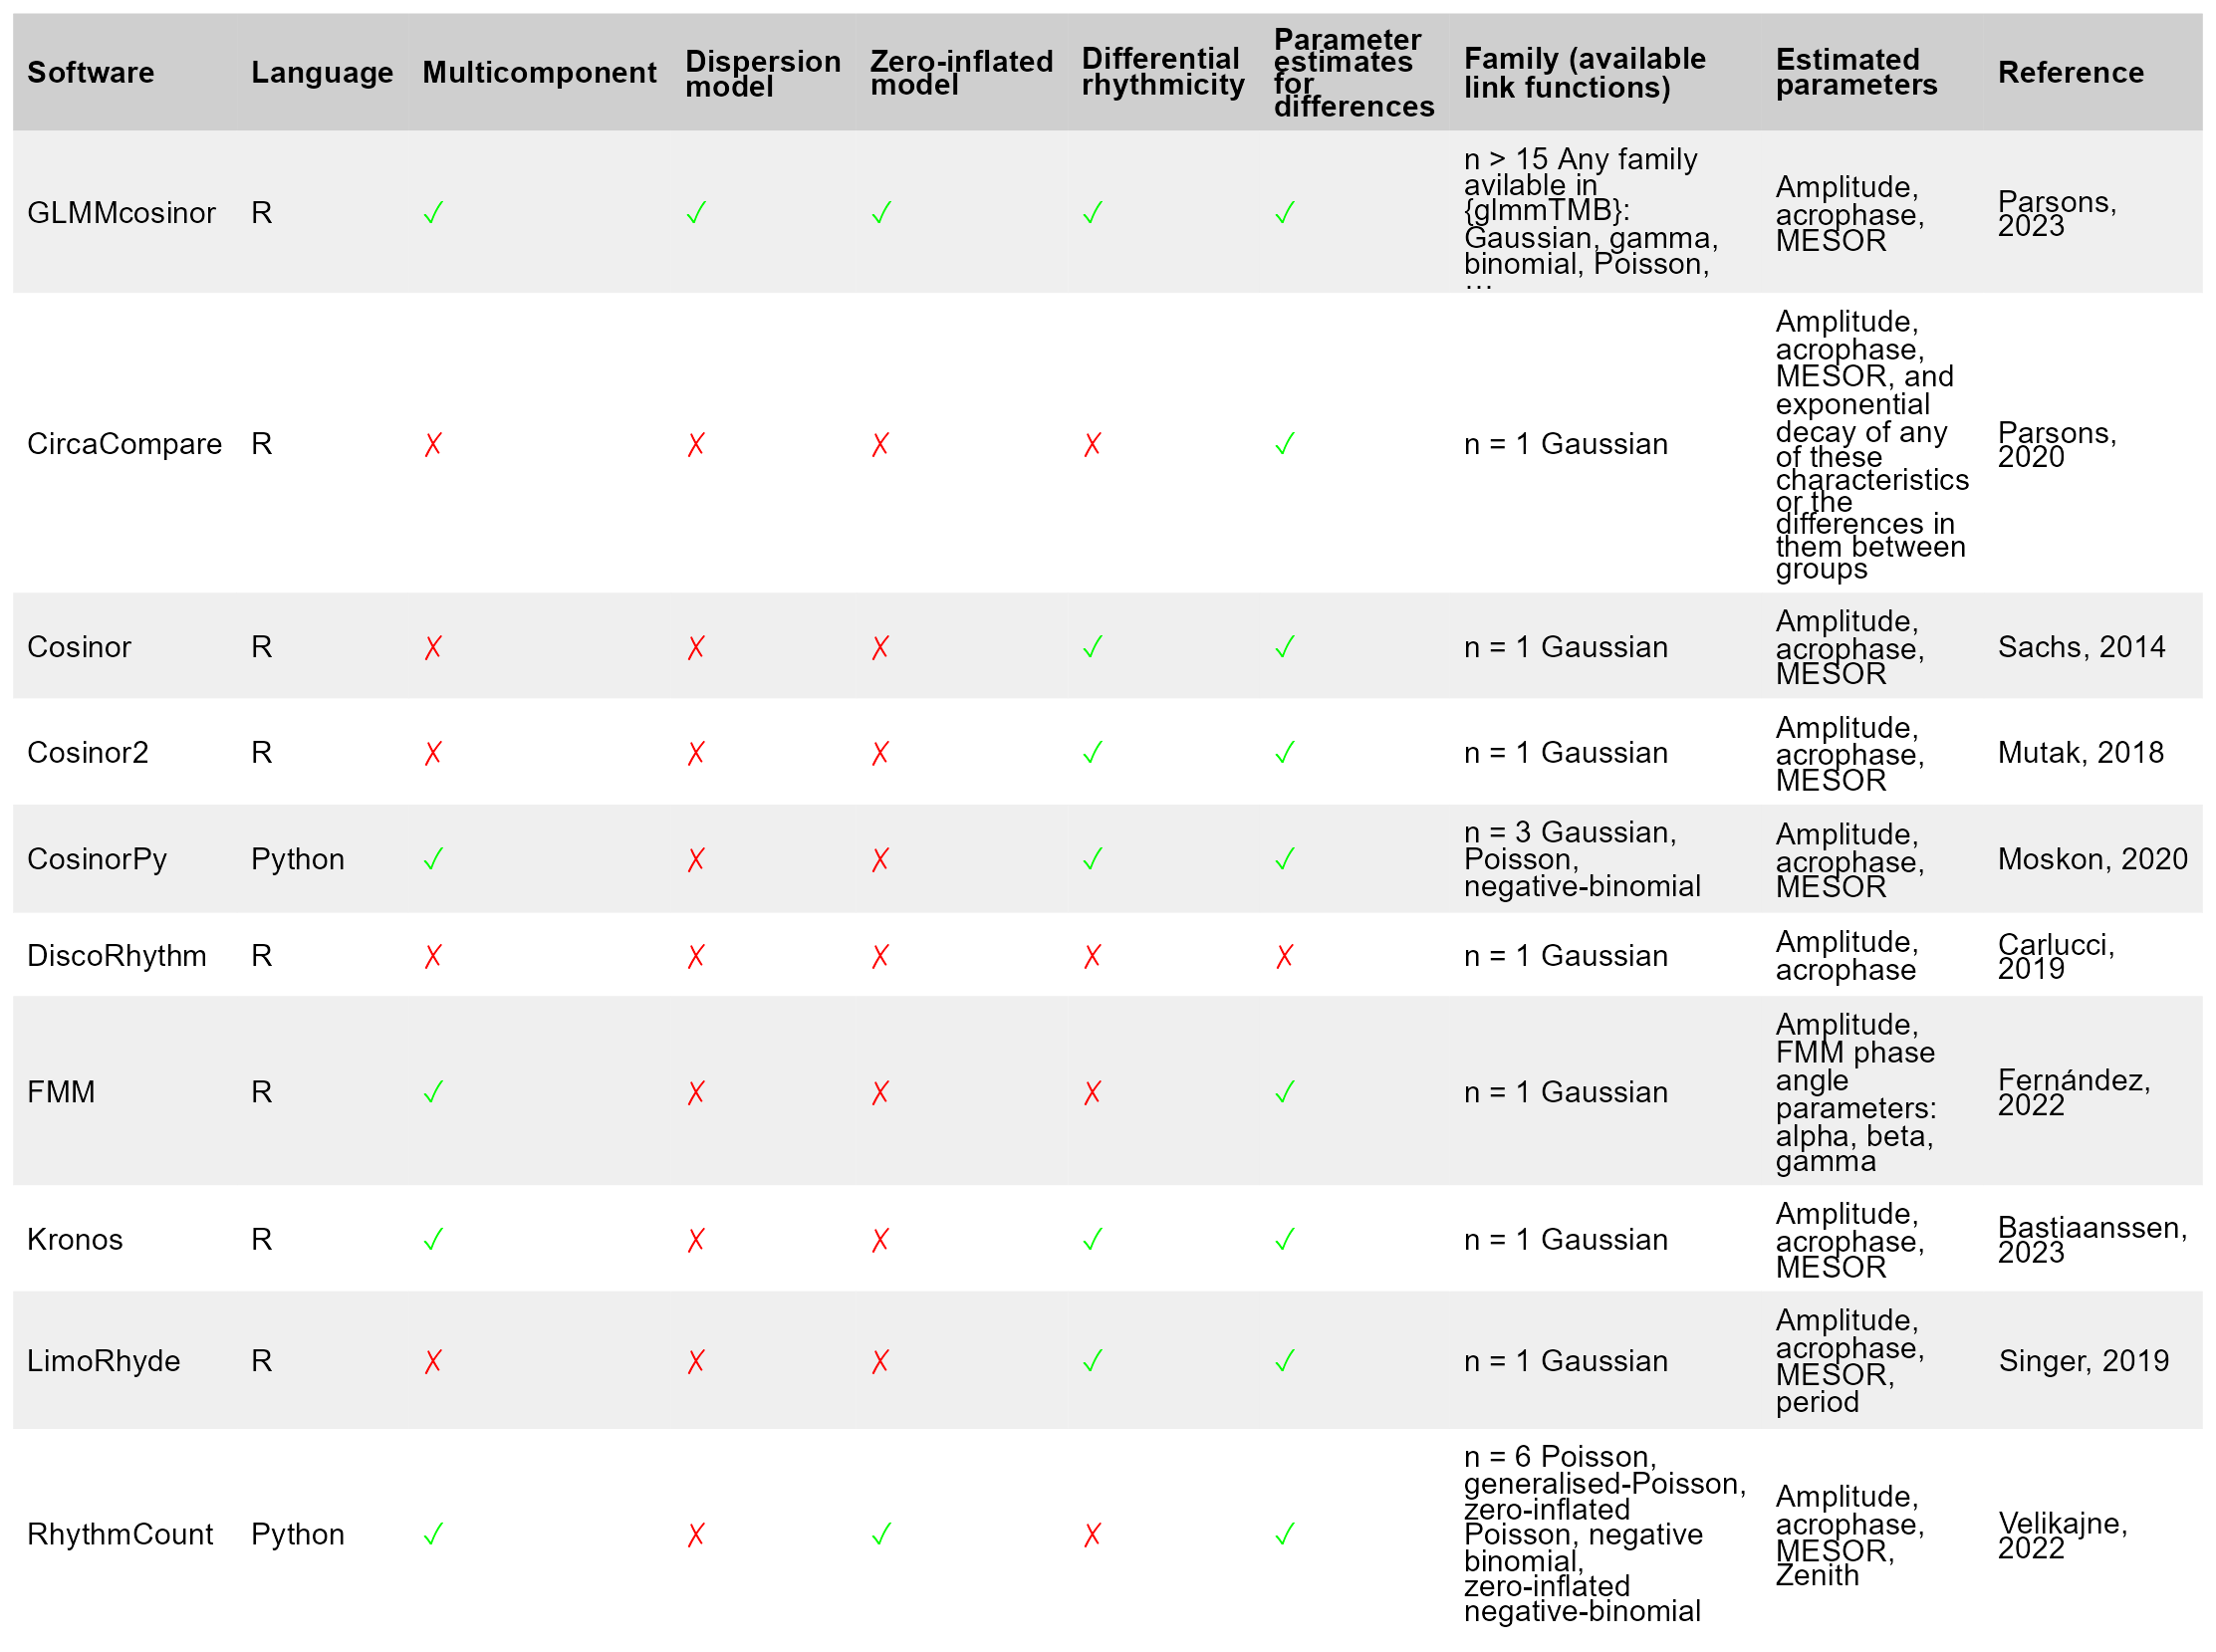 Software
Language
Multicomponent
Dispersion
model
Zero-inflated
model
Differential
rhythmicity
Parameter
estimates
for
differences
Family (available
link functions)
Estimated
parameters
Reference
GLMMcosinor
R
✓
✓
✓
✓
✓
n > 15 Any family
avilable in
{glmmTMB}:
Gaussian, gamma,
binomial, Poisson,
…
Amplitude,
acrophase,
MESOR
Parsons,
2023
CircaCompare
R
✗
✗
✗
✗
✓
n = 1 Gaussian
Amplitude,
acrophase,
MESOR, and
exponential
decay of any
of these
characteristics
or the
differences in
them between
groups
Parsons,
2020
Cosinor
R
✗
✗
✗
✓
✓
n = 1 Gaussian
Amplitude,
acrophase,
MESOR
Sachs, 2014
Cosinor2
R
✗
✗
✗
✓
✓
n = 1 Gaussian
Amplitude,
acrophase,
MESOR
Mutak, 2018
CosinorPy
Python
✓
✗
✗
✓
✓
n = 3 Gaussian,
Poisson,
negative-binomial
Amplitude,
acrophase,
MESOR
Moskon, 2020
DiscoRhythm
R
✗
✗
✗
✗
✗
n = 1 Gaussian
Amplitude,
acrophase
Carlucci,
2019
FMM
R
✓
✗
✗
✗
✓
n = 1 Gaussian
Amplitude,
FMM phase
angle
parameters:
alpha, beta,
gamma
Fernández,
2022
Kronos
R
✓
✗
✗
✓
✓
n = 1 Gaussian
Amplitude,
acrophase,
MESOR
Bastiaanssen,
2023
LimoRhyde
R
✗
✗
✗
✓
✓
n = 1 Gaussian
Amplitude,
acrophase,
MESOR,
period
Singer, 2019
RhythmCount
Python
✓
✗
✓
✗
✓
n = 6 Poisson,
generalised-Poisson,
zero-inflated
Poisson, negative
binomial,
zero-inflated
negative-binomial
Amplitude,
acrophase,
MESOR,
Zenith
Velikajne,
2022